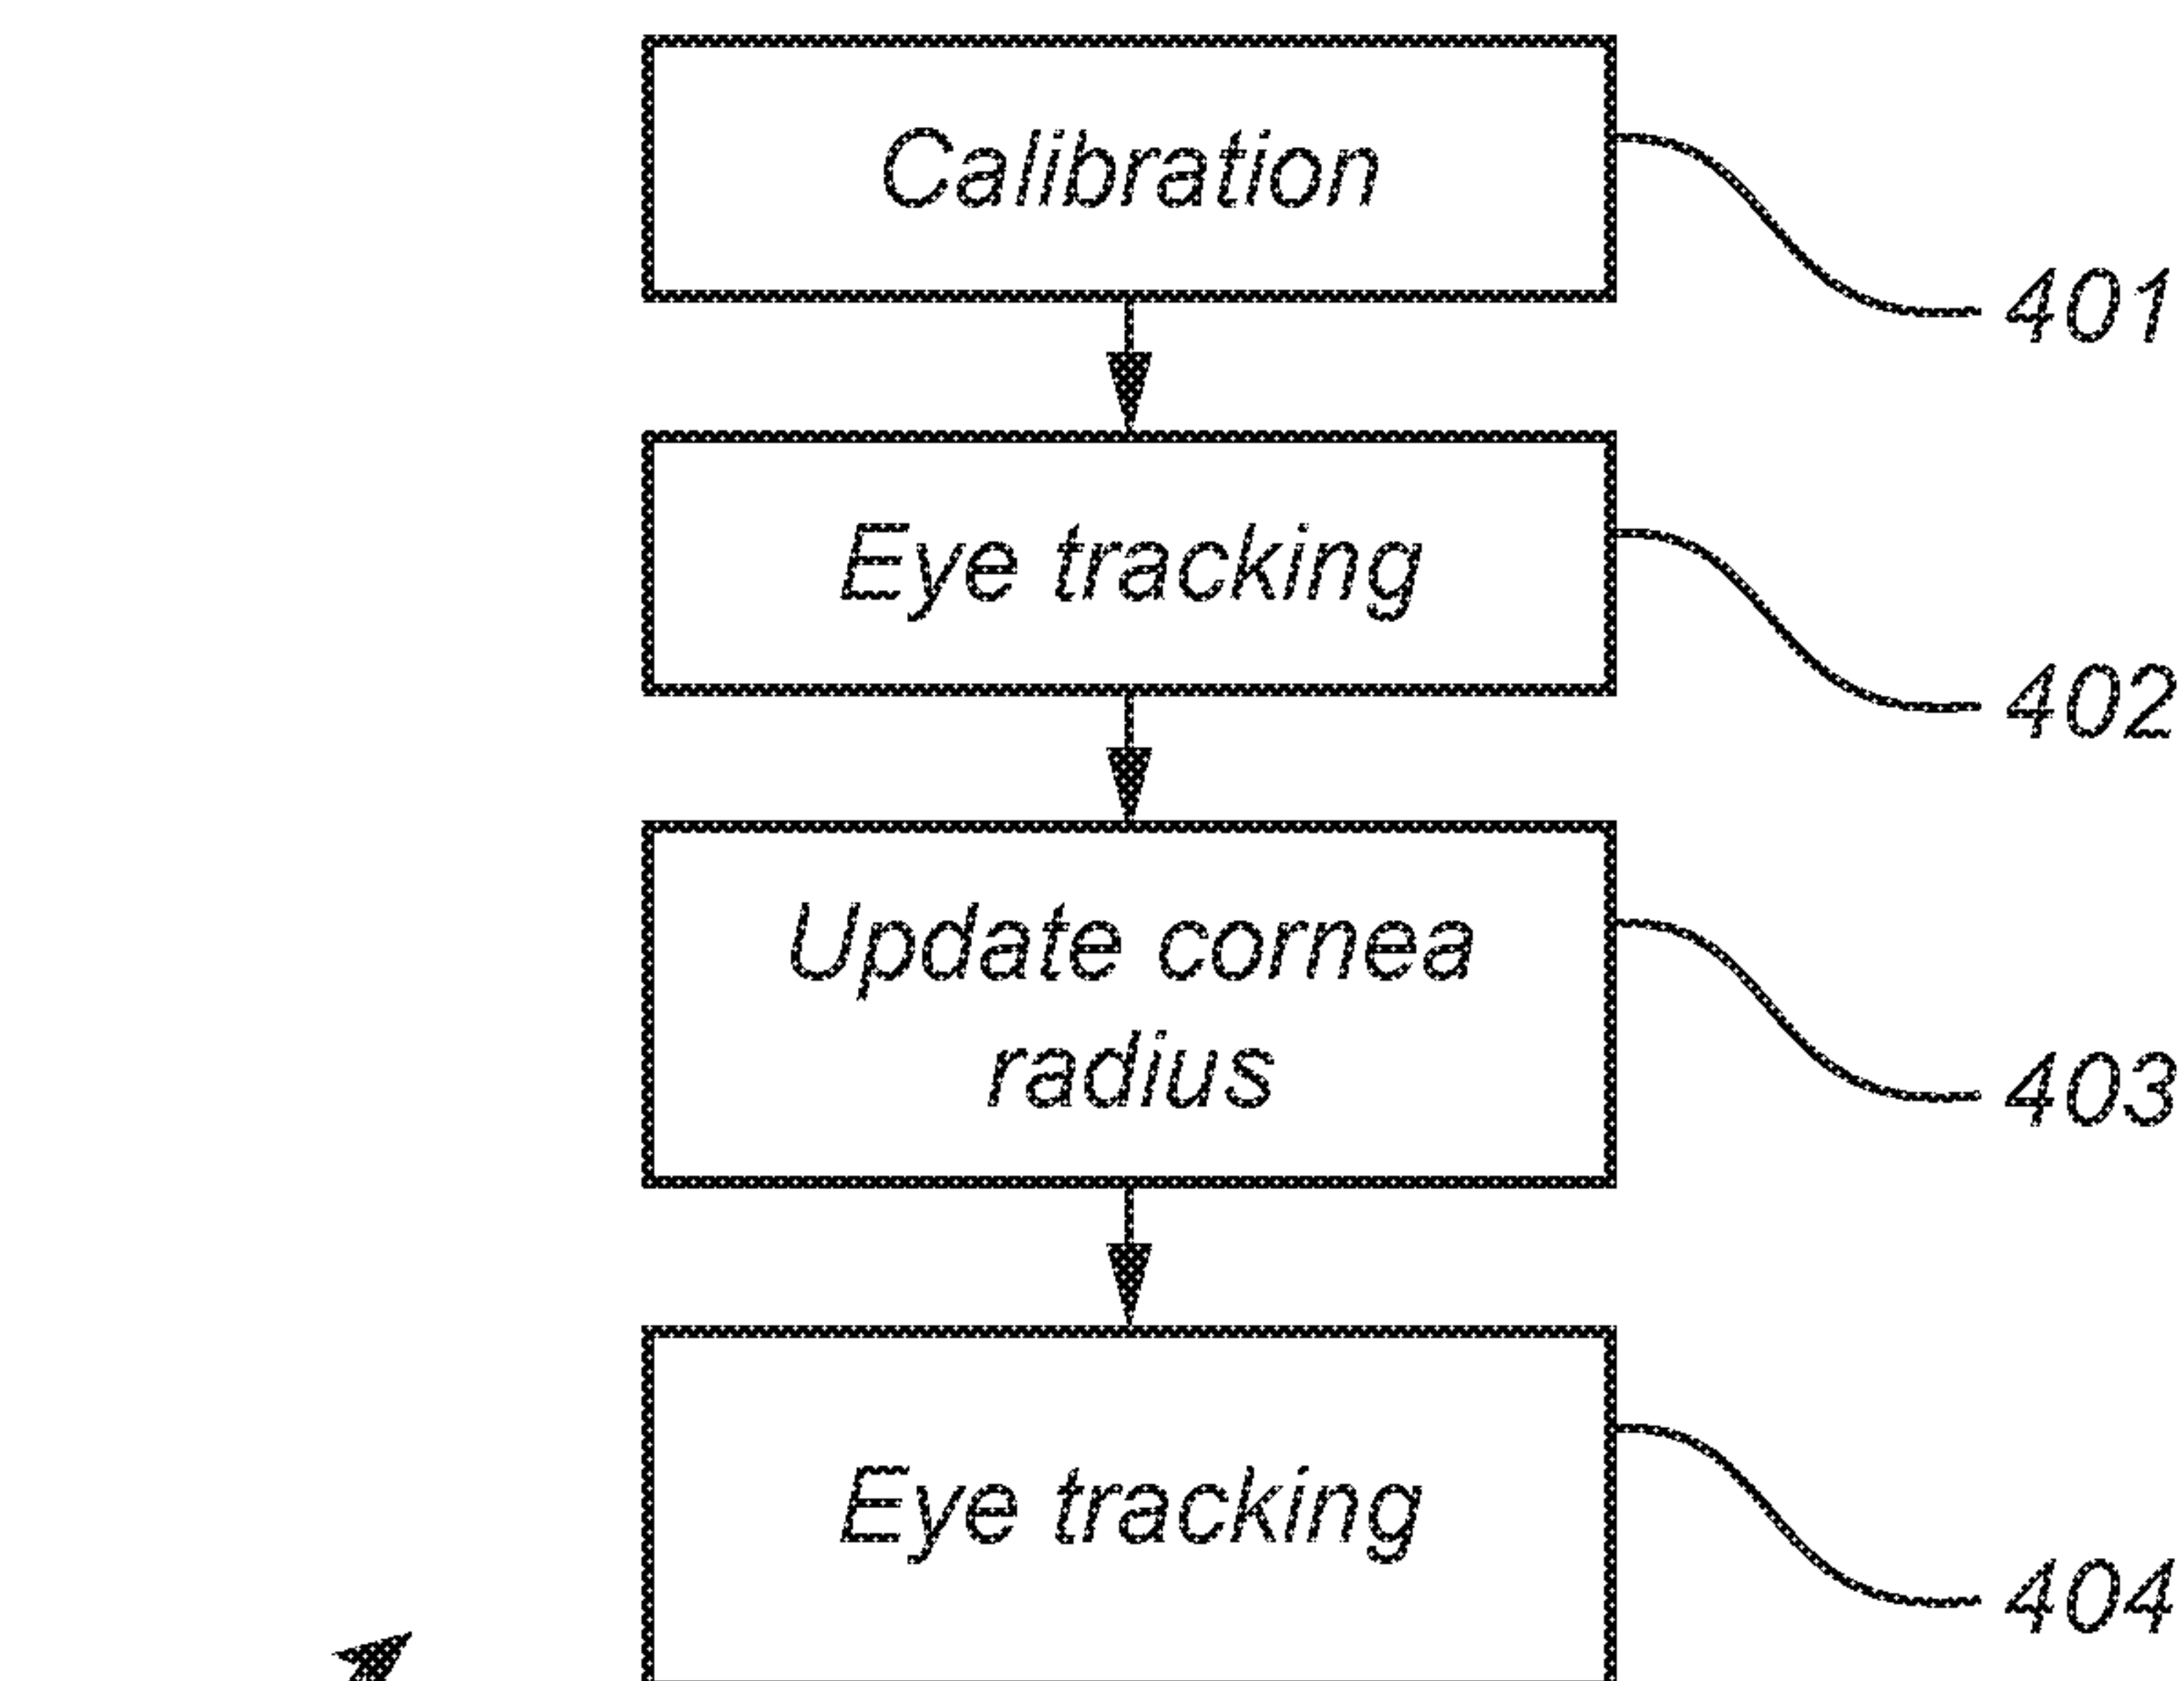 Calibration
401
Eye tracking
402
Update cornea
radius
403
Eye tracking
404